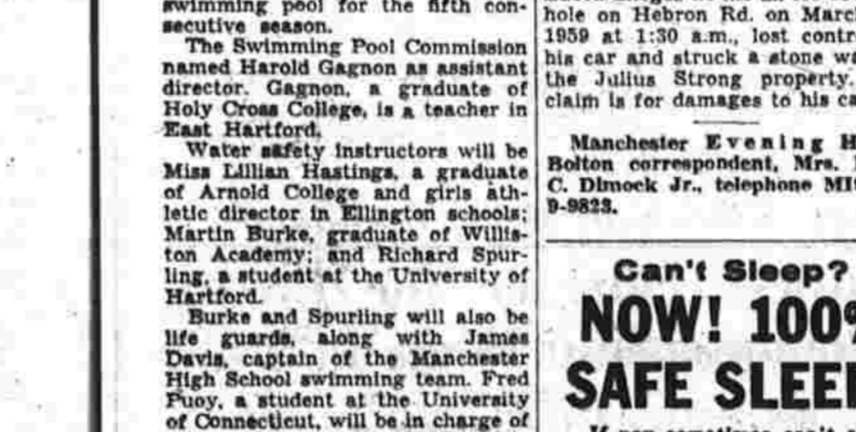 swimming pool for the fifth con-
secutive season.
The Swimming Pool Commission
named Harold Gagnon as assistant
director. Gagnon, a graduate of
Holy Cross College, is a teacher in
East Hartford.
Water safety instructors will be
Miss Lillian Hastings, a graduate
of Arnold College and girls ath-
letic director in Ellington schools;
Martin Burke, graduate of Willis-
ton Academy; and Richard Spur-
ling, a student at the University of
Hartford.
Burke and Spurling will also be
life guards, along with James
Davis, captain of the Manchester
High School swimming team. Fred
Puoy, a student at the University
of Connecticut, will be in charge of
hole on Hebron Rd. on March
1959 at 1:30 a.m., lost contr
his car and struck a stone wa
the Julius Strong property.
claim is for damages to his ca
Manchester Evening H
Bolton correspondent, Mrs.
C. Dimock Jr., telephone MI
9-9823.
Can't Sleep?
NOW! 100%
SAFE SLEEP